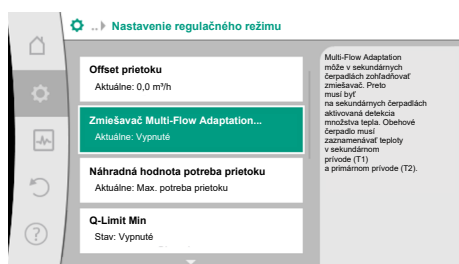 .. Nastavenie regulačného režimu
Offset prietoku
Aktuálne: 0,0 m³/h
Zmiešavač Multi-Flow Adaptation...
Aktuálne: Vypnuté
Náhradná hodnota potreba prietoku
Aktuálne: Max. potreba prietoku
Q-Limit Min
Stav: Vypnuté
Multi-Flow Adaptation
môže v sekundárnych
čerpadlách zohľadňovať
zmiešavač. Preto
musí byť
na sekundárnych čerpadlách
aktivovaná detekcia
množstva tepla. Obehové
čerpadlo musí
zaznamenávať teploty
v sekundárnom
prívode (T1)
a primárnom prívode (T2).
?